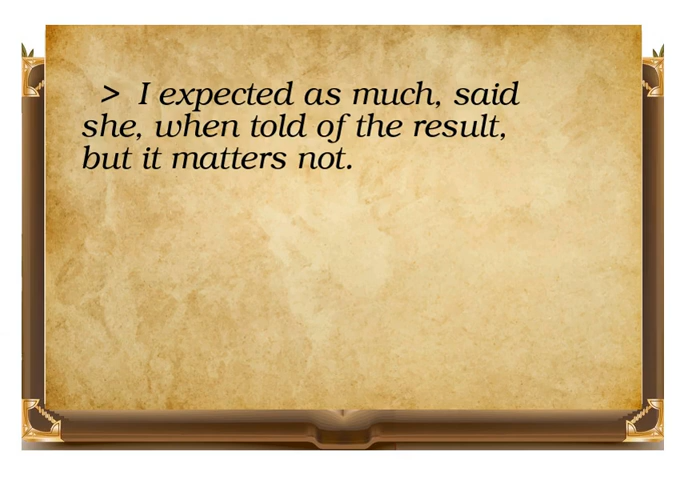 > I expected as much, said
she, when told of the result,
but it matters not.